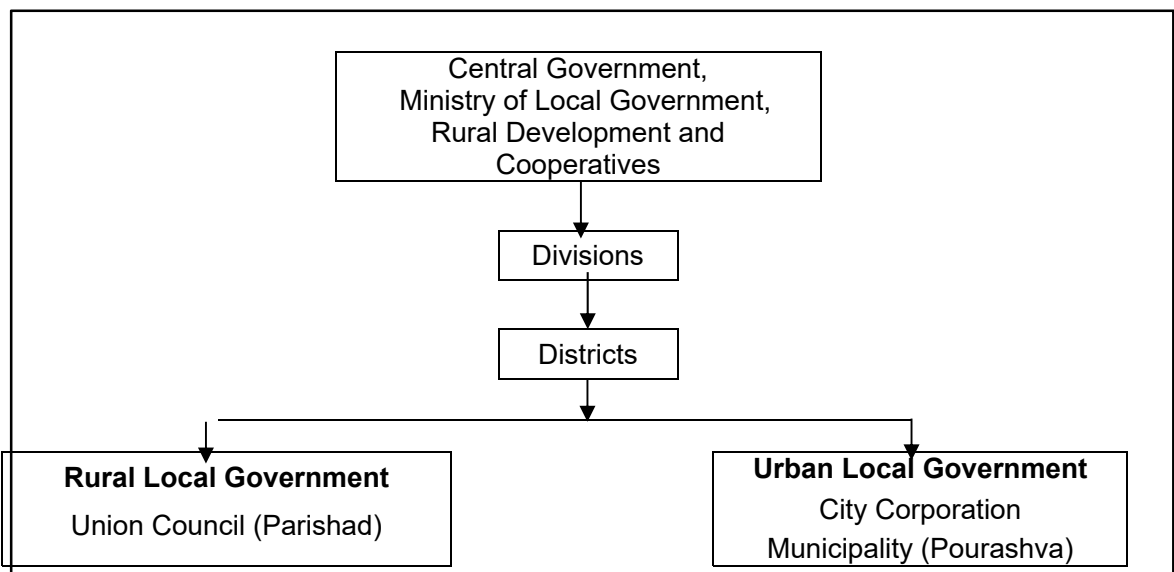 Central Government,
Ministry of Local Government,
Rural Development and
Cooperatives
Divisions
Districts
Rural Local Government
Union Council (Parishad)
Urban Local Government
City Corporation
Municipality (Pourashva)